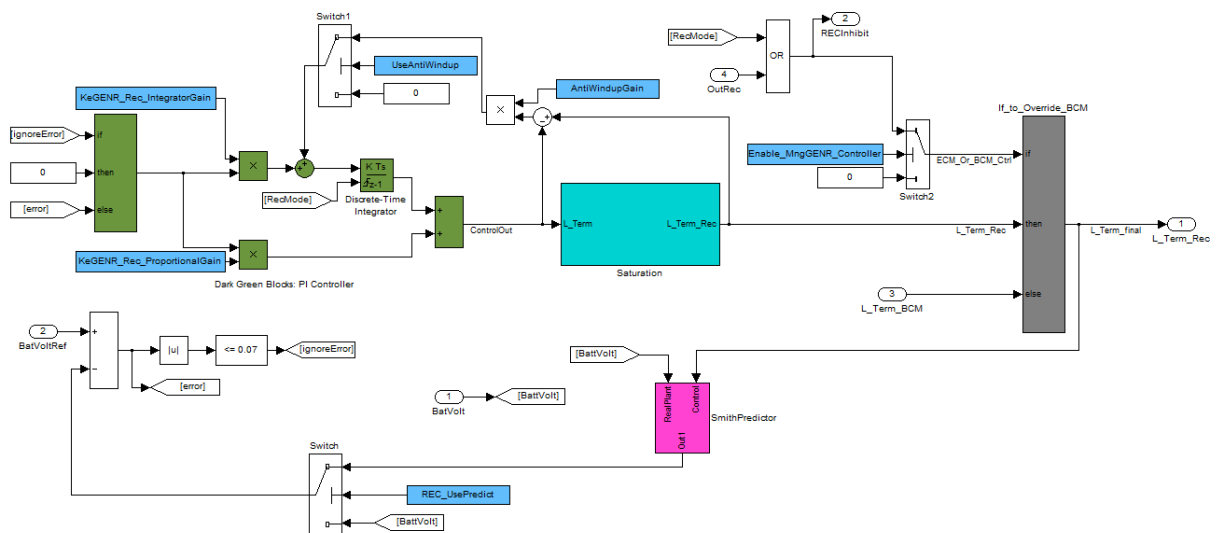 Switch1
[RecMode]
2
RECInhibit
OR
UseAntiWindup
4
OutRec
KeGENR_Rec_IntegratorGain
0
AntiWindupGain
×
If_to_Override_BCM
[ignoreError]
if
- +
Enable_MngGENR_Controller
ECM_Or_BCM_Ctrl
if
0
then
×
+ +
K Ts
z-1
0
Switch2
[RecMode]
Discrete-Time
Integrator
[error]
else
+
+
ControlOut
L_Term
L_Term_Rec
L_Term_Rec
then
L_Term_final
1
L_Term_Rec
KeGENR_Rec_ProportionalGain
×
Saturation
Dark Green Blocks: PI Controller
3
L_Term_BCM
else
2
BatVoltRef
+
-
|u|
<= 0.07
[ignoreError]
[error]
[BattVolt]
1
BatVolt
[BattVolt]
RealPlant
Control
Out1
SmithPredictor
Switch
REC_UsePredict
[BattVolt]